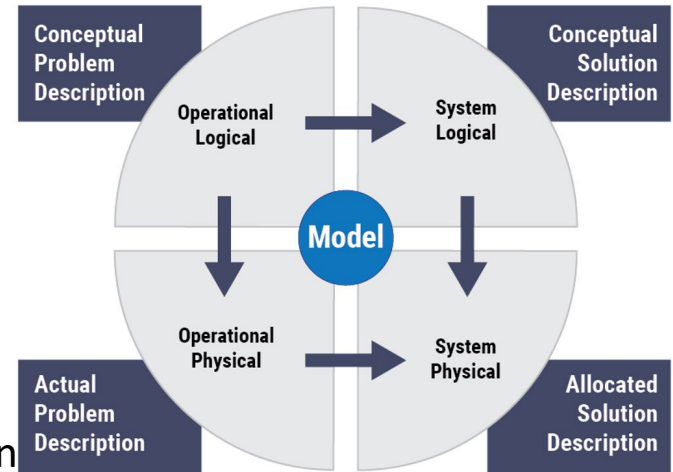 Conceptual
Problem
Description
Conceptual
Solution
Description
Operational
Logical
System
Logical
Model
Operational
Physical
System
Physical
Actual
Problem
Description
Allocated
Solution
Description
n